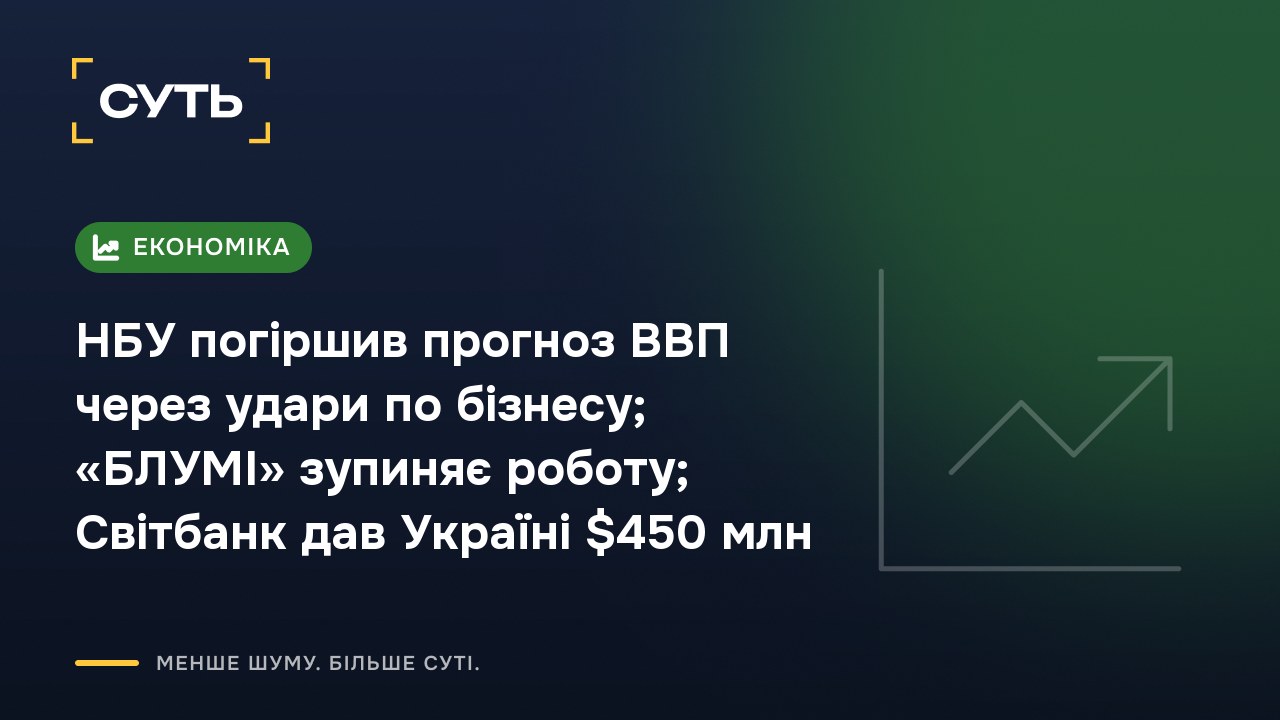 СУТЬ
ЕКОНОМІКА
НБУ погіршив прогноз ВВП
через удари по бізнесу;
«БЛУМІ» зупиняє роботу;
Світбанк дав Україні $450 млн
МЕНШЕ ШУМУ. БІЛЬШЕ СУТІ.